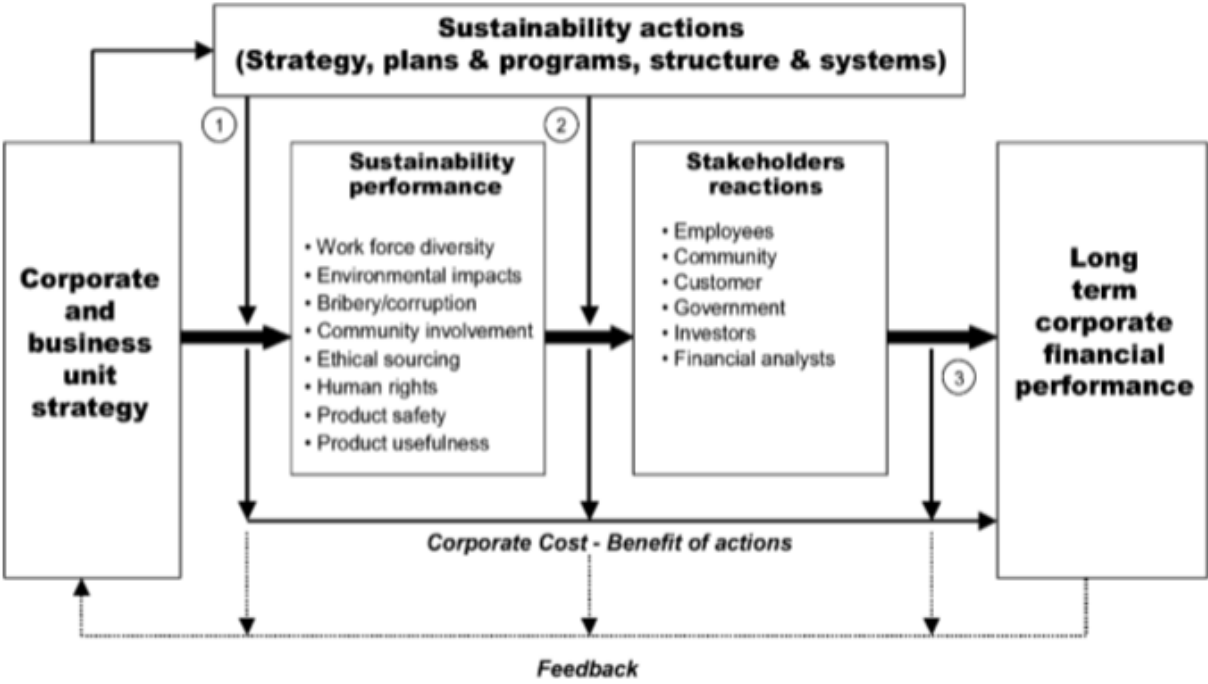 Sustainability actions
(Strategy, plans & programs, structure & systems)
1
2
Corporate
and
business
unit
strategy
Sustainability
performance
• Work force diversity
• Environmental impacts
• Bribery/corruption
• Community involvement
• Ethical sourcing
• Human rights
• Product safety
• Product usefulness
Stakeholders
reactions
• Employees
• Community
• Customer
• Government
• Investors
• Financial analysts
3
Long
term
corporate
financial
performance
Corporate Cost - Benefit of actions
Feedback